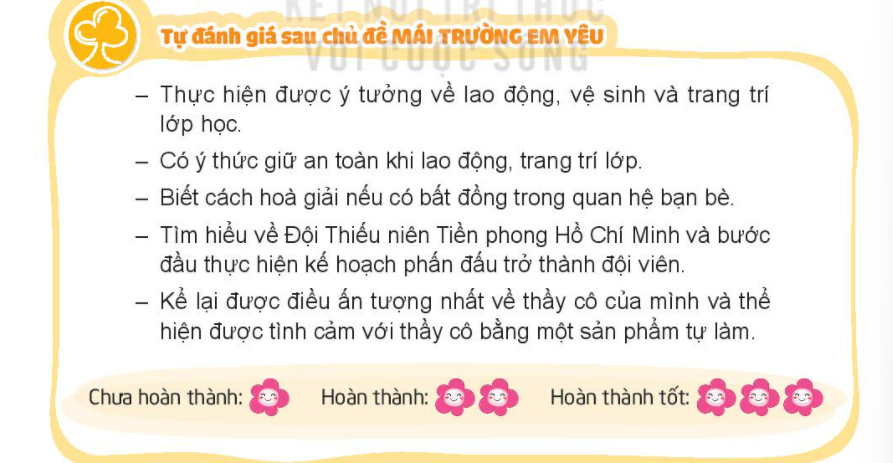 KẾT NỐI TRI THỨC
VỚI CUỘC SỐNG
Tự đánh giá sau chủ đề MÁI TRƯỜNG EM YÊU
– Thực hiện được ý tưởng về lao động, vệ sinh và trang trí
lớp học.
– Có ý thức giữ an toàn khi lao động, trang trí lớp.
– Biết cách hoà giải nếu có bất đồng trong quan hệ bạn bè.
– Tìm hiểu về Đội Thiếu niên Tiền phong Hồ Chí Minh và bước
đầu thực hiện kế hoạch phấn đấu trở thành đội viên.
– Kể lại được điều ấn tượng nhất về thầy cô của mình và thể
hiện được tình cảm với thầy cô bằng một sản phẩm tự làm.
Chưa hoàn thành: Hoàn thành: Hoàn thành tốt: